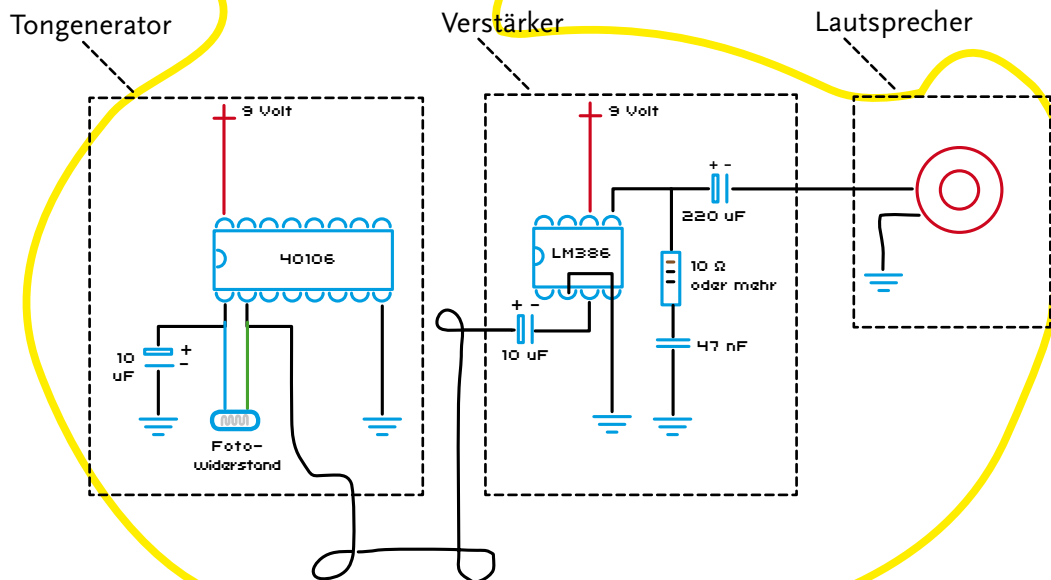 Tongenerator
Verstärker
Lautsprecher
9 Volt
40106
10
uF
+
-
Foto-
widerstand
9 Volt
LM386
+ -
10 uF
+ -
220 uF
10 Ω
oder mehr
47 nF